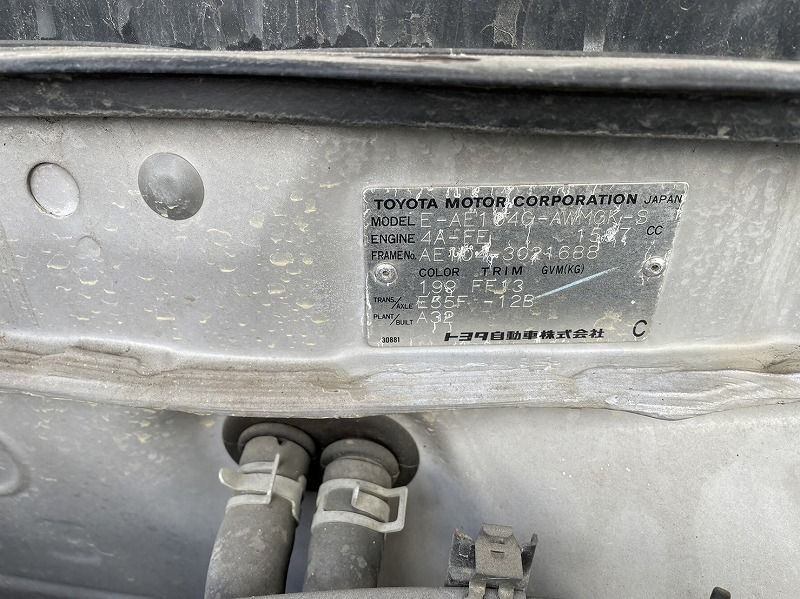 TOYOTA MOTOR CORPORATION JAPAN
MODEL E-AE104G-AWMGK-S
ENGINE 4A-FE 1587 CC
FRAME NO. AE104-3021688
COLOR TRIM GVM(KG)
199 FF13
TRANS./AXLE E55F -12B
PLANT/BUILT A32
30881 トヨタ自動車株式会社 C